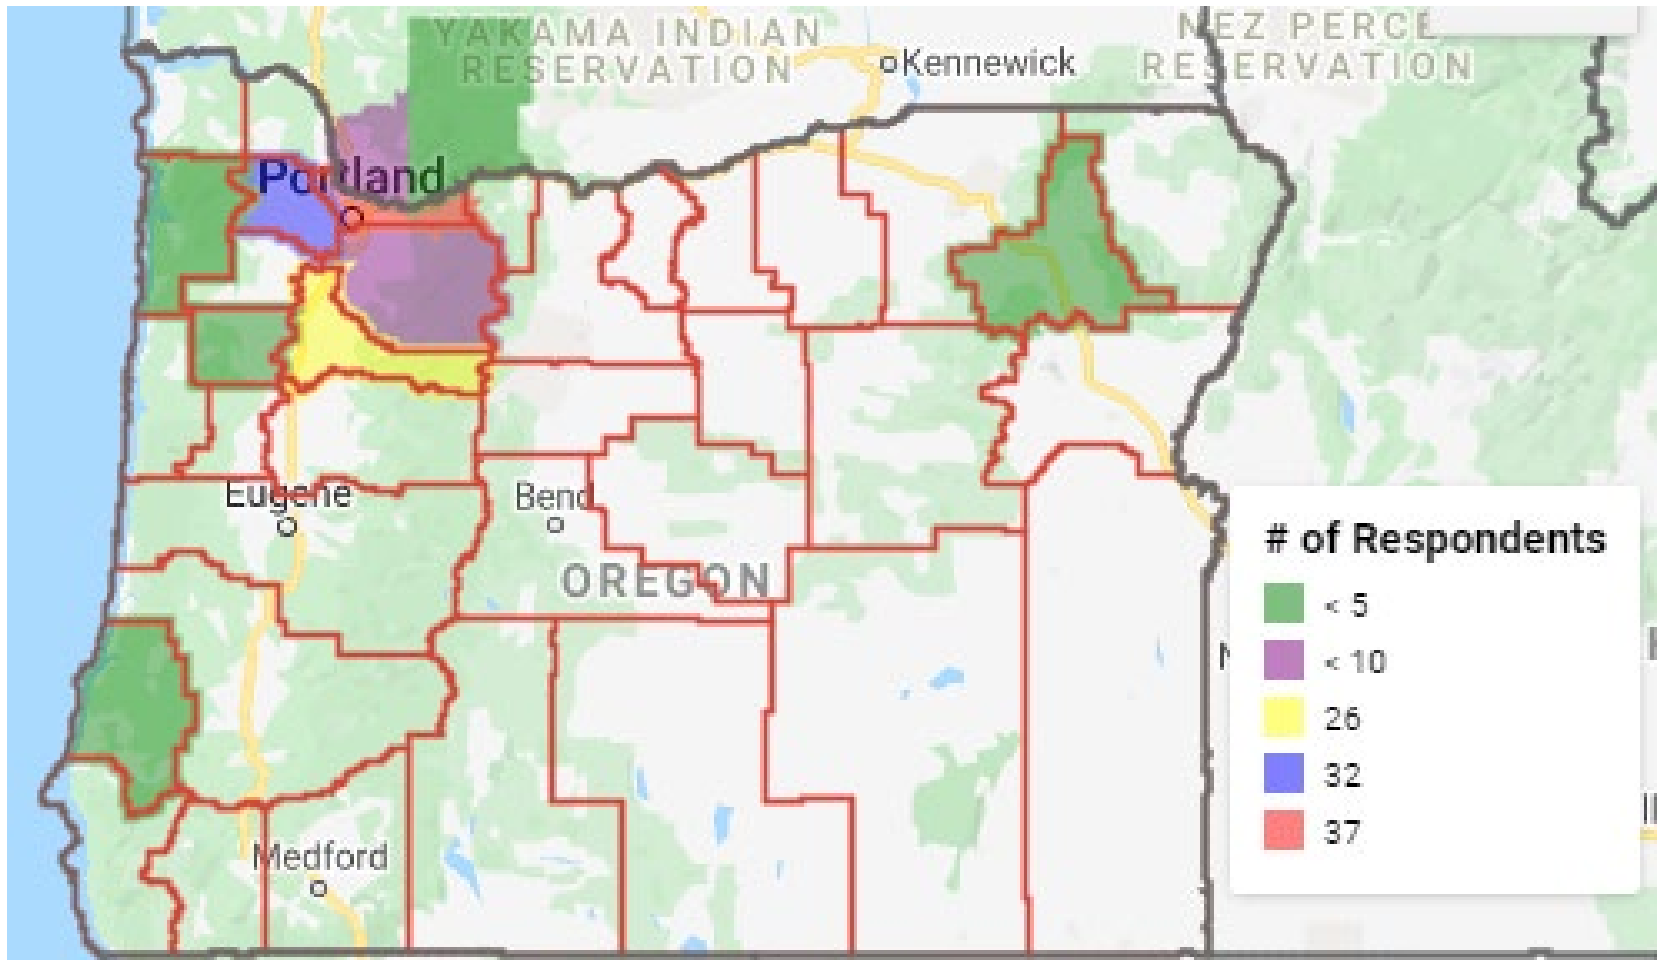 YAKAMA INDIAN
RESERVATION
NEZ PERCE
RESERVATION
Kennewick
Portland
Eugene
Bend
OREGON
Medford
# of Respondents
< 5
< 10
26
32
37